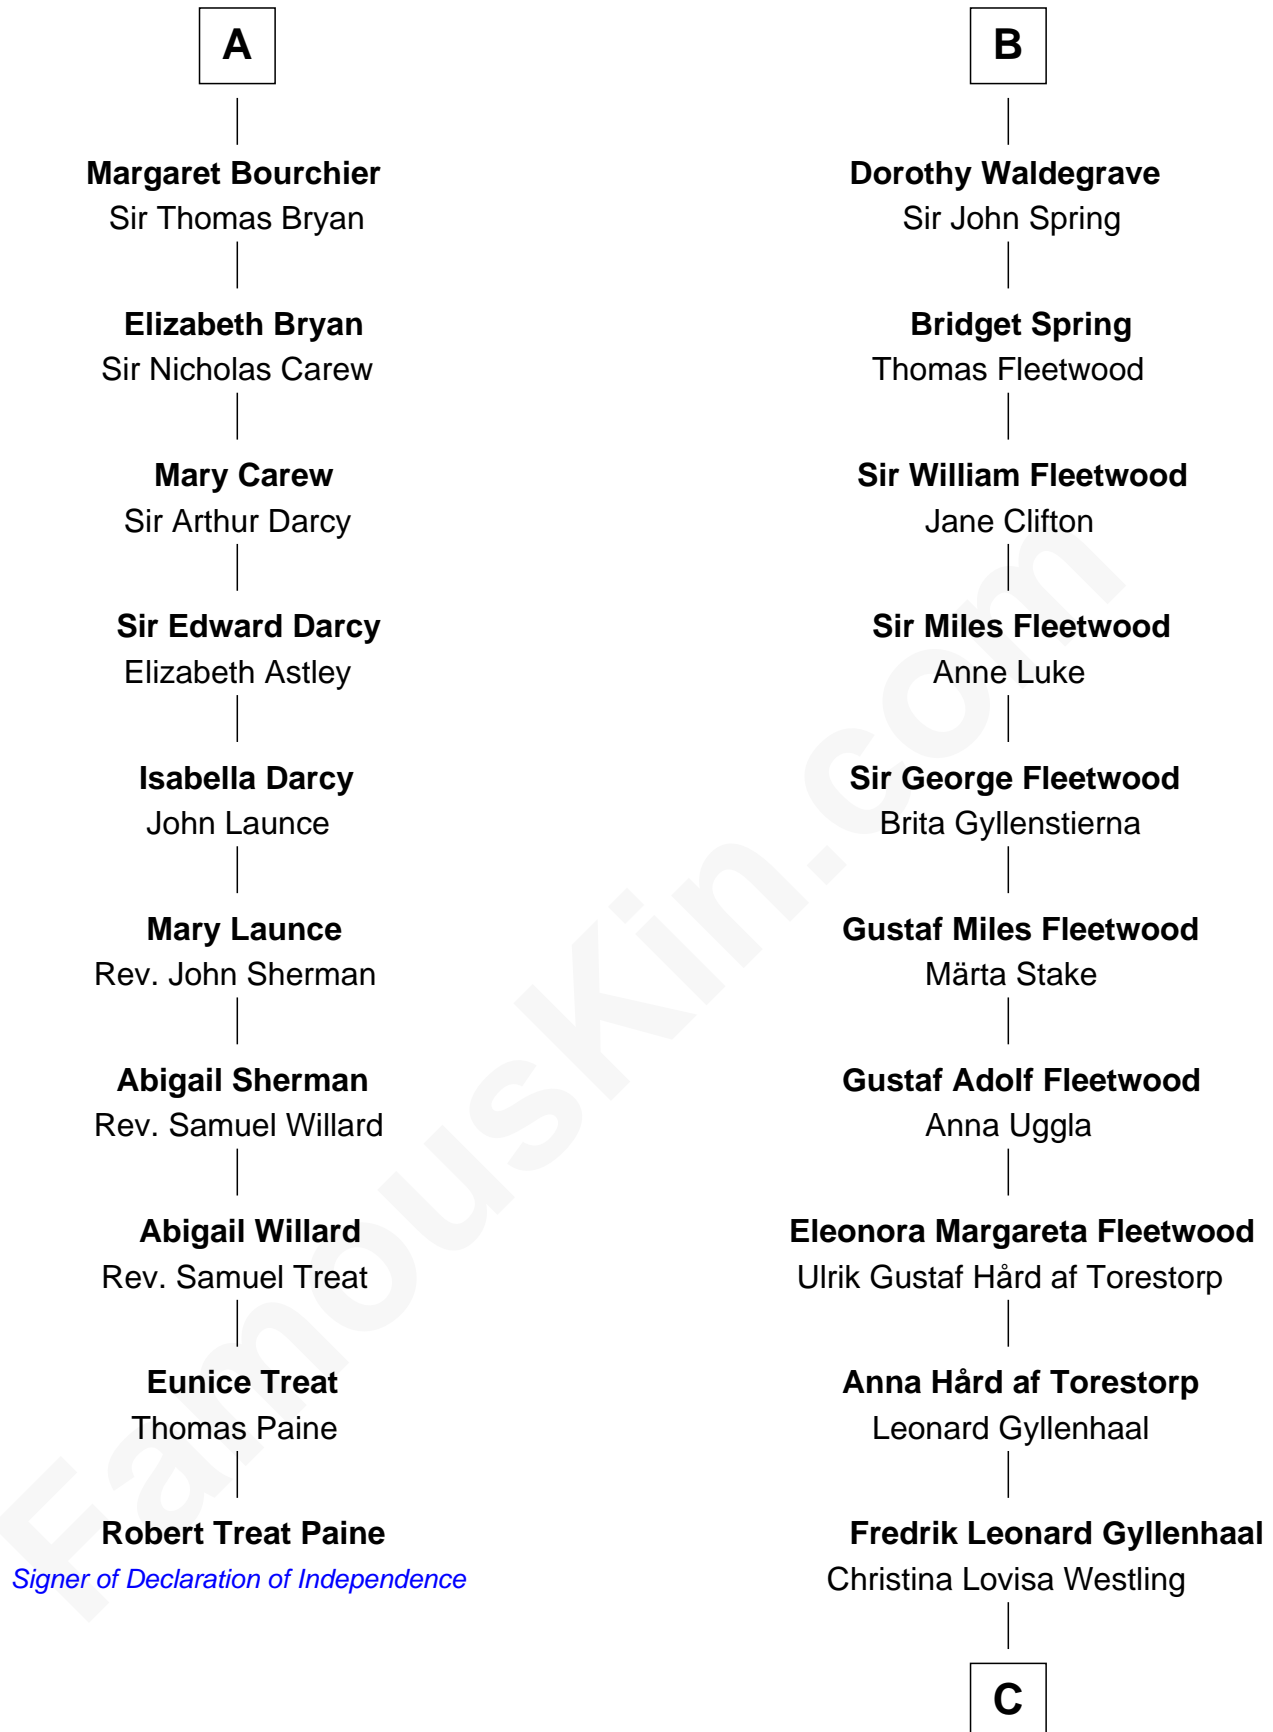 A
Margaret Bourchier
Sir Thomas Bryan
Elizabeth Bryan
Sir Nicholas Carew
Mary Carew
Sir Arthur Darcy
Sir Edward Darcy
Elizabeth Astley
Isabella Darcy
John Launce
Mary Launce
Rev. John Sherman
Abigail Sherman
Rev. Samuel Willard
Abigail Willard
Rev. Samuel Treat
Eunice Treat
Thomas Paine
Robert Treat Paine
Signer of Declaration of Independence
B
Dorothy Waldegrave
Sir John Spring
Bridget Spring
Thomas Fleetwood
Sir William Fleetwood
Jane Clifton
Sir Miles Fleetwood
Anne Luke
Sir George Fleetwood
Brita Gyllenstierna
Gustaf Miles Fleetwood
Märta Stake
Gustaf Adolf Fleetwood
Anna Uggla
Eleonora Margareta Fleetwood
Ulrik Gustaf Hård af Torestorp
Anna Hård af Torestorp
Leonard Gyllenhaal
Fredrik Leonard Gyllenhaal
Christina Lovisa Westling
C
FamousKin.com